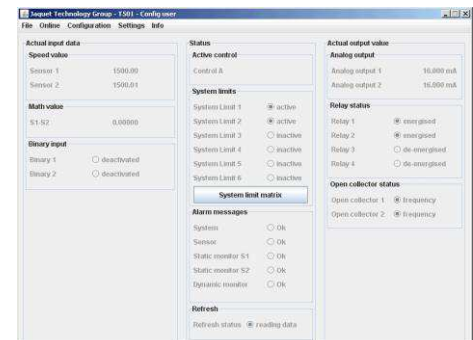 Jaquet Technology Group - T501 - Config user
File Online Configuration Settings Info
Actual input data
Speed value
Sensor 1 1500.00
Sensor 2 1500.01
Math value
S1-S2 0.00000
Binary input
Binary 1 deactivated
Binary 2 deactivated
Status
Active control
Control A
System limits
System Limit 1 active
System Limit 2 active
System Limit 3 inactive
System Limit 4 inactive
System Limit 5 inactive
System Limit 6 inactive
System limit matrix
Alarm messages
System Ok
Sensor Ok
Static monitor S1 Ok
Static monitor S2 Ok
Dynamic monitor Ok
Refresh
Refresh status reading data
Actual output value
Analog output
Analog output 1 16.000 mA
Analog output 2 16.000 mA
Relay status
Relay 1 energised
Relay 2 energised
Relay 3 de-energised
Relay 4 de-energised
Open collector status
Open collector 1 frequency
Open collector 2 frequency